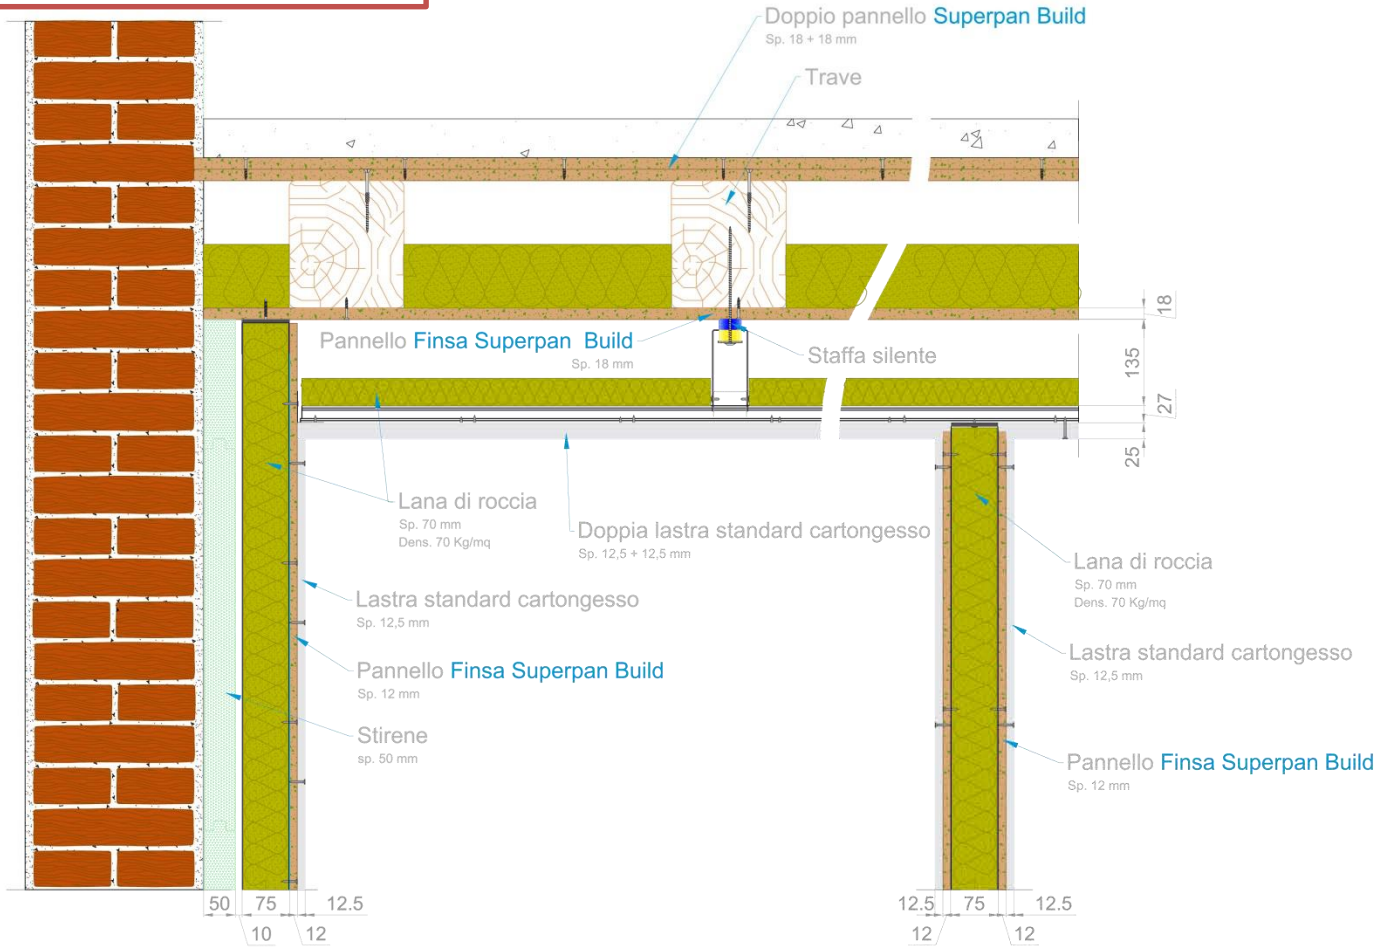 Doppio pannello Superpan Build
Sp. 18 + 18 mm
Trave
Pannello Finsa Superpan Build
Sp. 18 mm
Staffa silente
18
135
27
25
Lana di roccia
Sp. 70 mm
Dens. 70 Kg/mq
Doppia lastra standard cartongesso
Sp. 12,5 + 12,5 mm
Lana di roccia
Sp. 70 mm
Dens. 70 Kg/mq
Lastra standard cartongesso
Sp. 12,5 mm
Lastra standard cartongesso
Sp. 12,5 mm
Pannello Finsa Superpan Build
Sp. 12 mm
Stirene
sp. 50 mm
Pannello Finsa Superpan Build
Sp. 12 mm
50 75 12.5
10 12
12.5 75 12.5
12 12